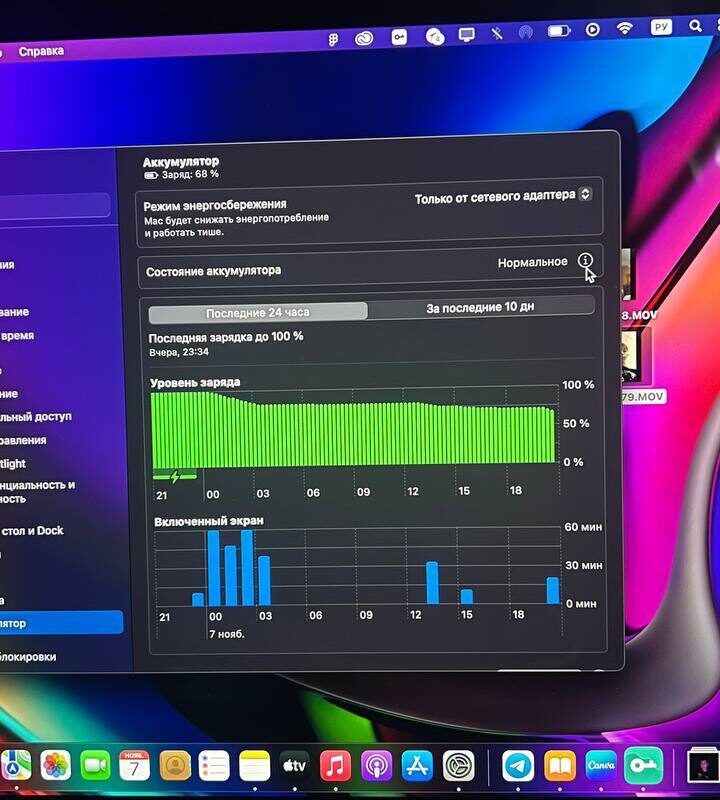 Справка
РУ
Аккумулятор
Заряд: 68 %
Режим энергосбережения
Только от сетевого адаптера
Mac будет снижать энергопотребление
и работать тише.
Состояние аккумулятора
Нормальное
Последние 24 часа
За последние 10 дн
Последняя зарядка до 100 %
Вчера, 23:34
Уровень заряда
100 %
50 %
0 %
21 00 03 06 09 12 15 18
Включенный экран
60 мин
30 мин
0 мин
21 00 03 06 09 12 15 18
7 нояб.
ния
вание
время
ние
льный доступ
равления
tlight
нциальность и
ность
стол и Dock
а
лятор
блокировки
8.MOV
79.MOV
НОЯБ.
7
tv
Canva